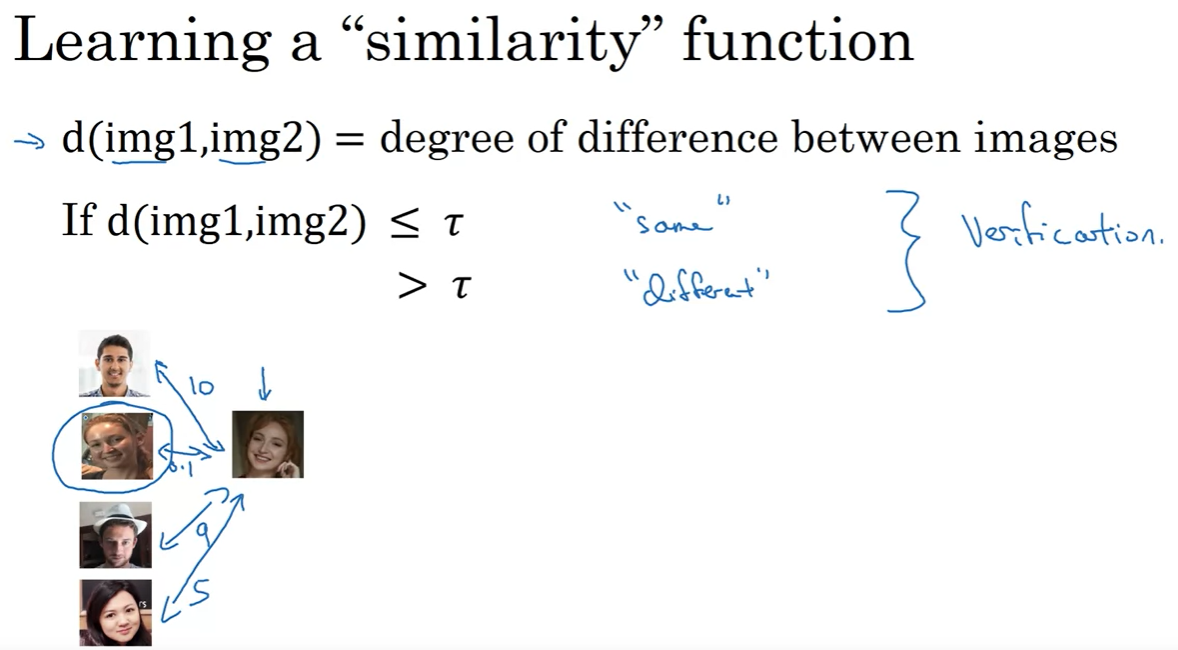 Learning a “similarity” function
→ d(img1,img2) = degree of difference between images
If d(img1,img2) ≤ τ "same"
> τ "different"
Verification.
10
0.1
9
5